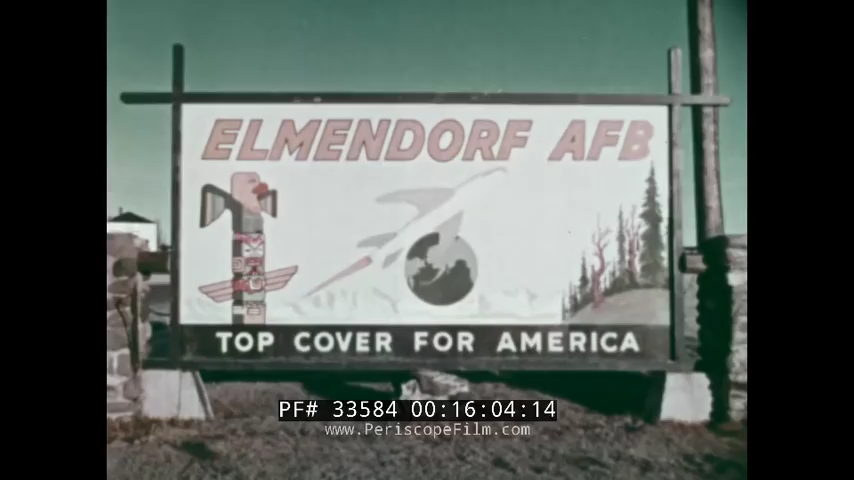 ELMENDORF AFB
TOP COVER FOR AMERICA
PF# 33584 00:16:04:14
www.PeriscopeFilm.com